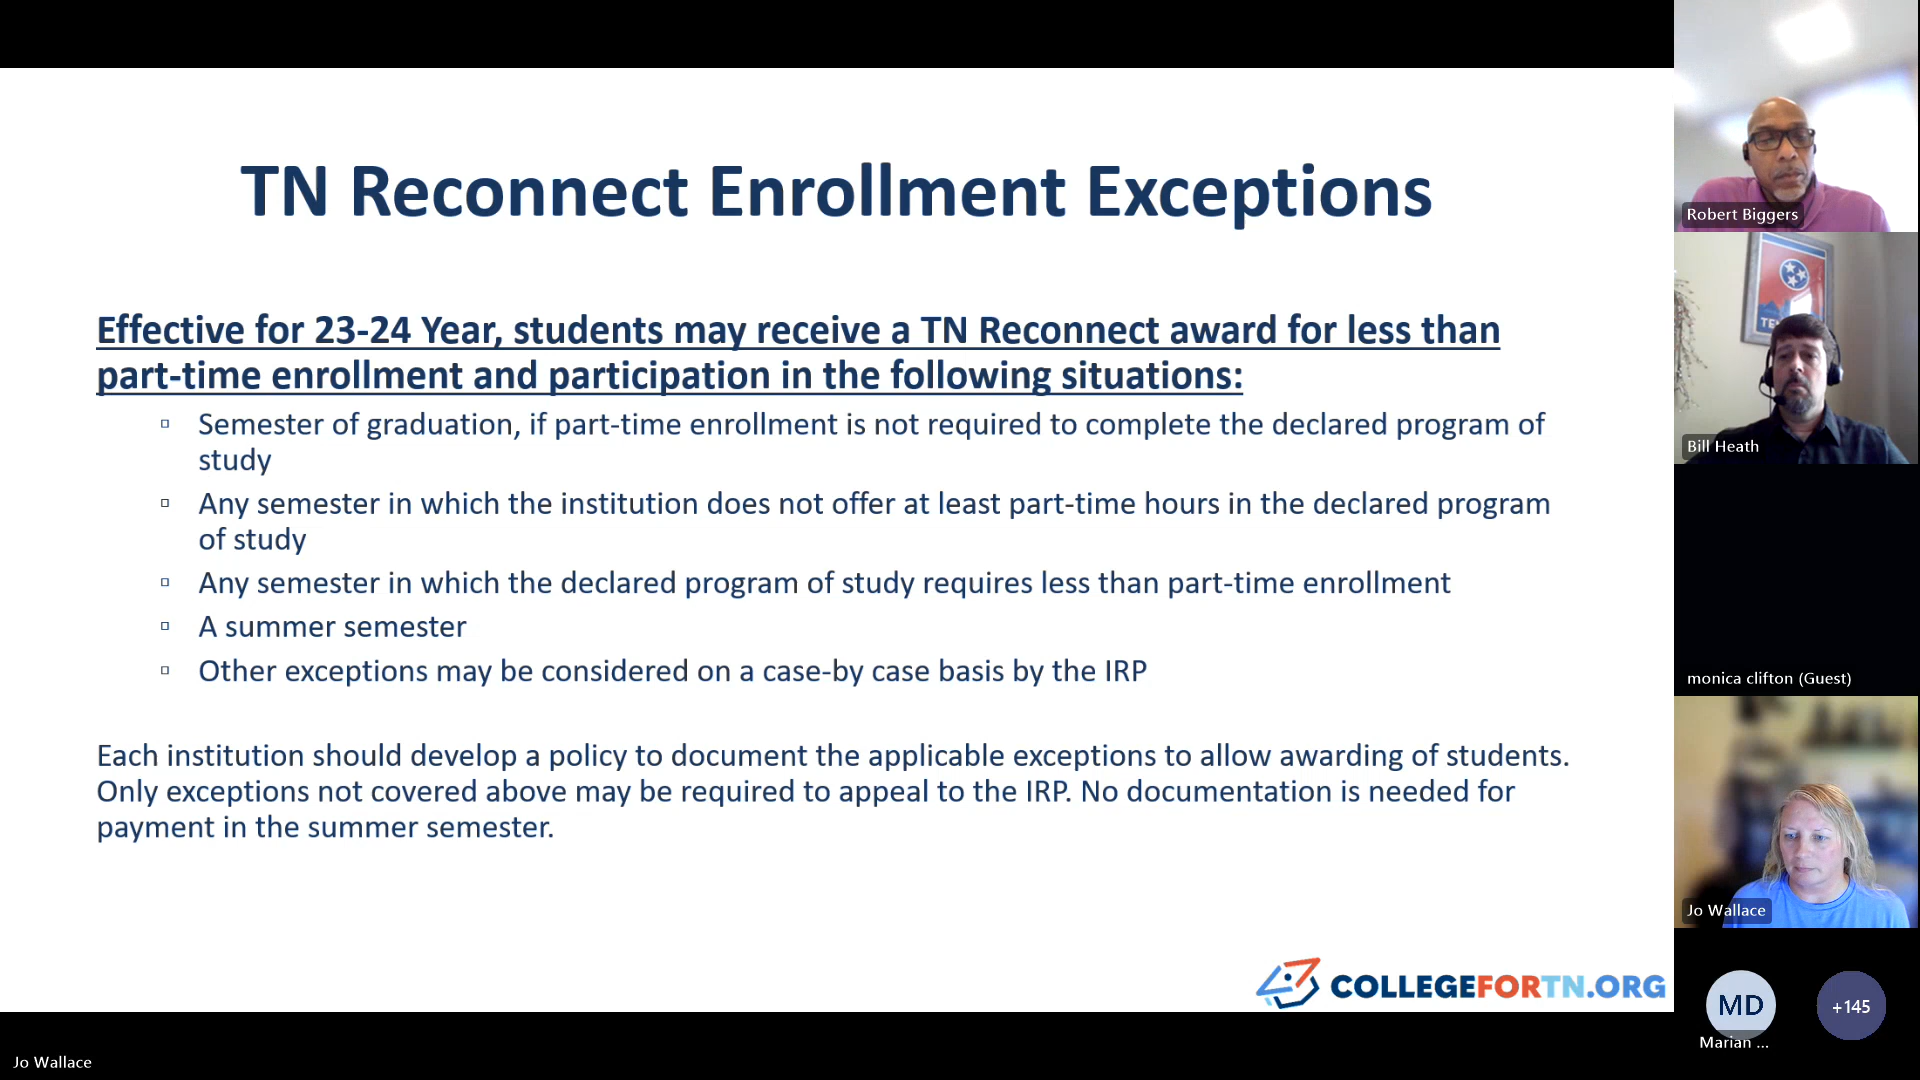 TN Reconnect Enrollment Exceptions
Effective for 23-24 Year, students may receive a TN Reconnect award for less than
part-time enrollment and participation in the following situations:
Semester of graduation, if part-time enrollment is not required to complete the declared program of
study
Any semester in which the institution does not offer at least part-time hours in the declared program
of study
Any semester in which the declared program of study requires less than part-time enrollment
A summer semester
Other exceptions may be considered on a case-by case basis by the IRP
Each institution should develop a policy to document the applicable exceptions to allow awarding of students.
Only exceptions not covered above may be required to appeal to the IRP. No documentation is needed for
payment in the summer semester.
COLLEGEFORTN.ORG
Jo Wallace
Robert Biggers
Bill Heath
monica clifton (Guest)
Jo Wallace
MD
Marian ...
+145